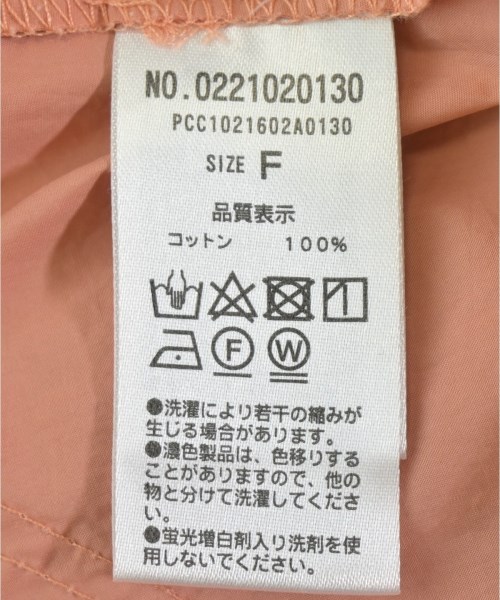 NO.0221020130
PCC1021602A0130
SIZE F
品質表示
コットン 100%
F W
●洗濯により若干の縮みが
生じる場合があります。
●濃色製品は、色移りする
ことがありますので、他の
物と分けて洗濯してくださ
い。
●蛍光増白剤入り洗剤を使
用しないでください。